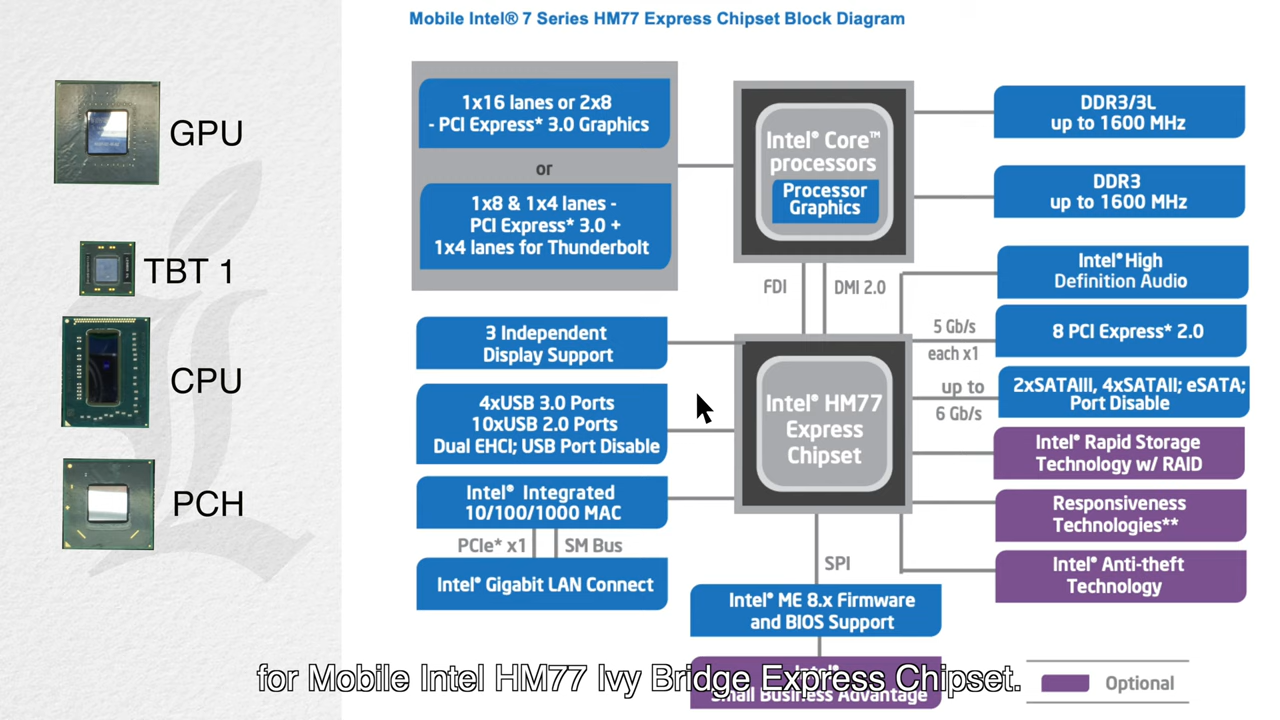 Mobile Intel® 7 Series HM77 Express Chipset Block Diagram
GPU
TBT 1
CPU
PCH
1x16 lanes or 2x8
- PCI Express* 3.0 Graphics
or
1x8 & 1x4 lanes -
PCI Express* 3.0 +
1x4 lanes for Thunderbolt
Intel® Core™
processors
Processor
Graphics
DDR3/3L
up to 1600 MHz
DDR3
up to 1600 MHz
FDI
DMI 2.0
Intel® High
Definition Audio
5 Gb/s
each x1
8 PCI Express* 2.0
up to
6 Gb/s
2xSATAIII, 4xSATAII; eSATA;
Port Disable
3 Independent
Display Support
4xUSB 3.0 Ports
10xUSB 2.0 Ports
Dual EHCI; USB Port Disable
Intel® HM77
Express
Chipset
Intel® Rapid Storage
Technology w/ RAID
Intel® Integrated
10/100/1000 MAC
Responsiveness
Technologies**
PCIe* x1
SM Bus
SPI
Intel® Anti-theft
Technology
Intel® Gigabit LAN Connect
Intel® ME 8.x Firmware
and BIOS Support
Intel®
Small Business Advantage
Optional
for Mobile Intel HM77 Ivy Bridge Express Chipset.